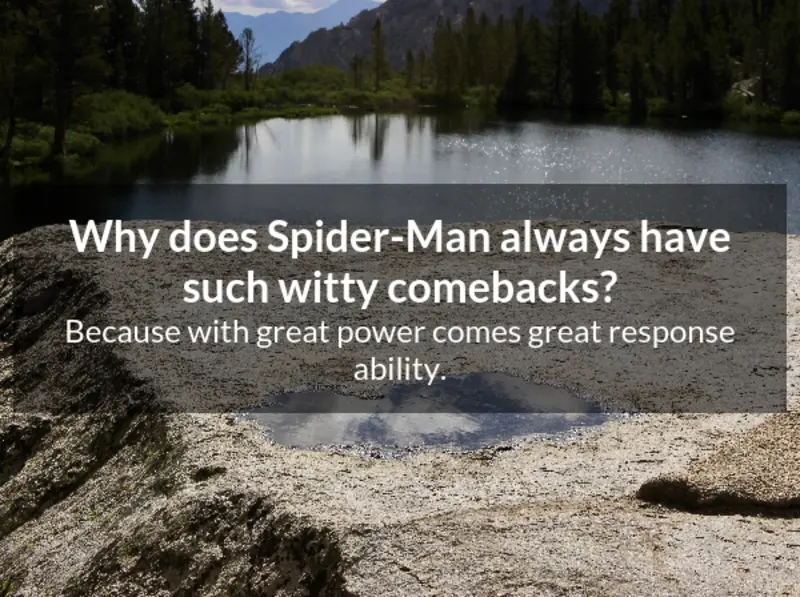 Why does Spider-Man always have
such witty comebacks?
Because with great power comes great response
ability.